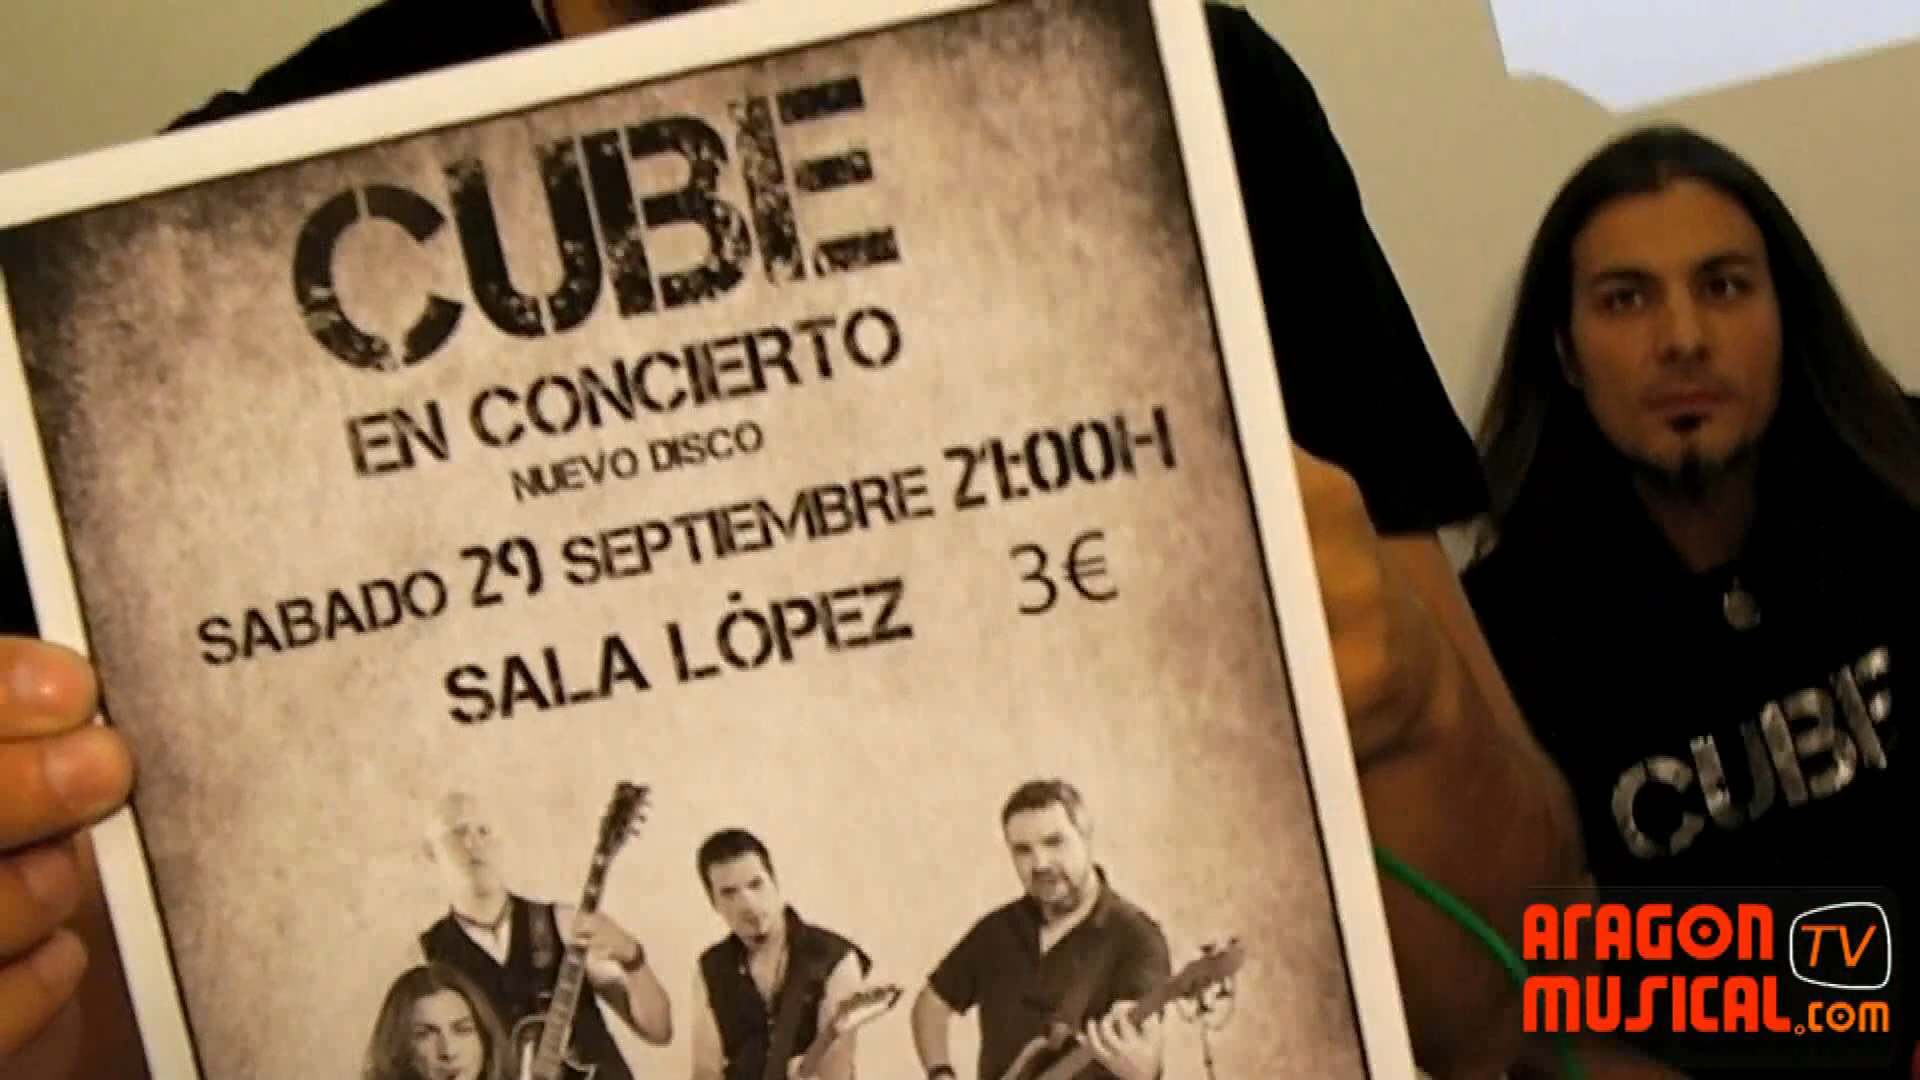 CUBE
EN CONCIERTO
NUEVO DISCO
SABADO 29 SEPTIEMBRE 21:00H
SALA LÓPEZ 3€
CUBE
ARAGON TV
MUSICAL.com